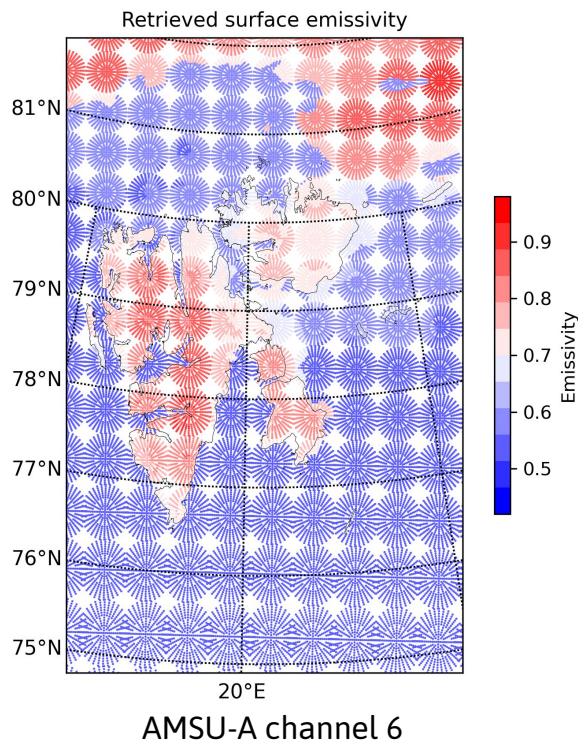 Retrieved surface emissivity
81°N
80°N
79°N
78°N
77°N
76°N
75°N
20°E
0.9
0.8
0.7
0.6
0.5
Emissivity
AMSU-A channel 6